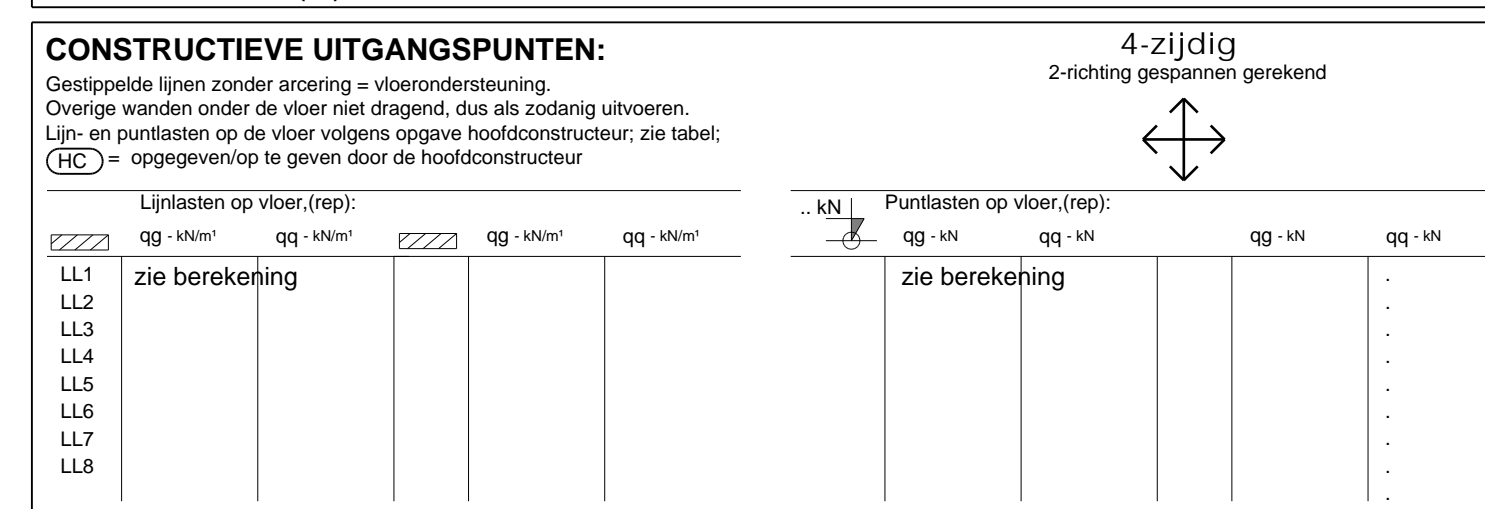 CONSTRUCTIEVE UITGANGSPUNTEN:
Gestippelde lijnen zonder arcering = vloerondersteuning.
Overige wanden onder de vloer niet dragend, dus als zodanig uitvoeren.
Lijn- en puntlasten op de vloer volgens opgave hoofdconstructeur; zie tabel;
HC = opgegeven/op te geven door de hoofdconstructeur
4-zijdig
2-richting gespannen gerekend
Lijnlasten op vloer,(rep):
qg - kN/m¹ qq - kN/m¹ qg - kN/m¹ qq - kN/m¹
LL1 zie berekening
LL2
LL3
LL4
LL5
LL6
LL7
LL8
.. kN Puntlasten op vloer,(rep):
qg - kN qq - kN qg - kN qq - kN
zie berekening .
.
.
.
.
.
.
.
.